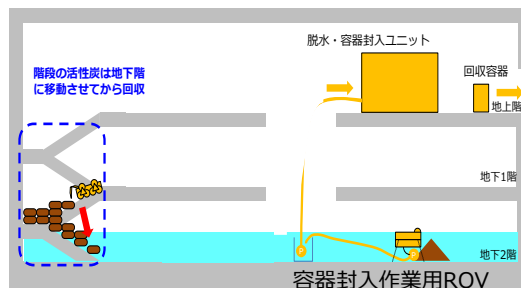 脱水・容器封入ユニット
階段の活性炭は地下階
に移動させてから回収
回収容器
地上階
地下1階
P
P
地下2階
容器封入作業用ROV